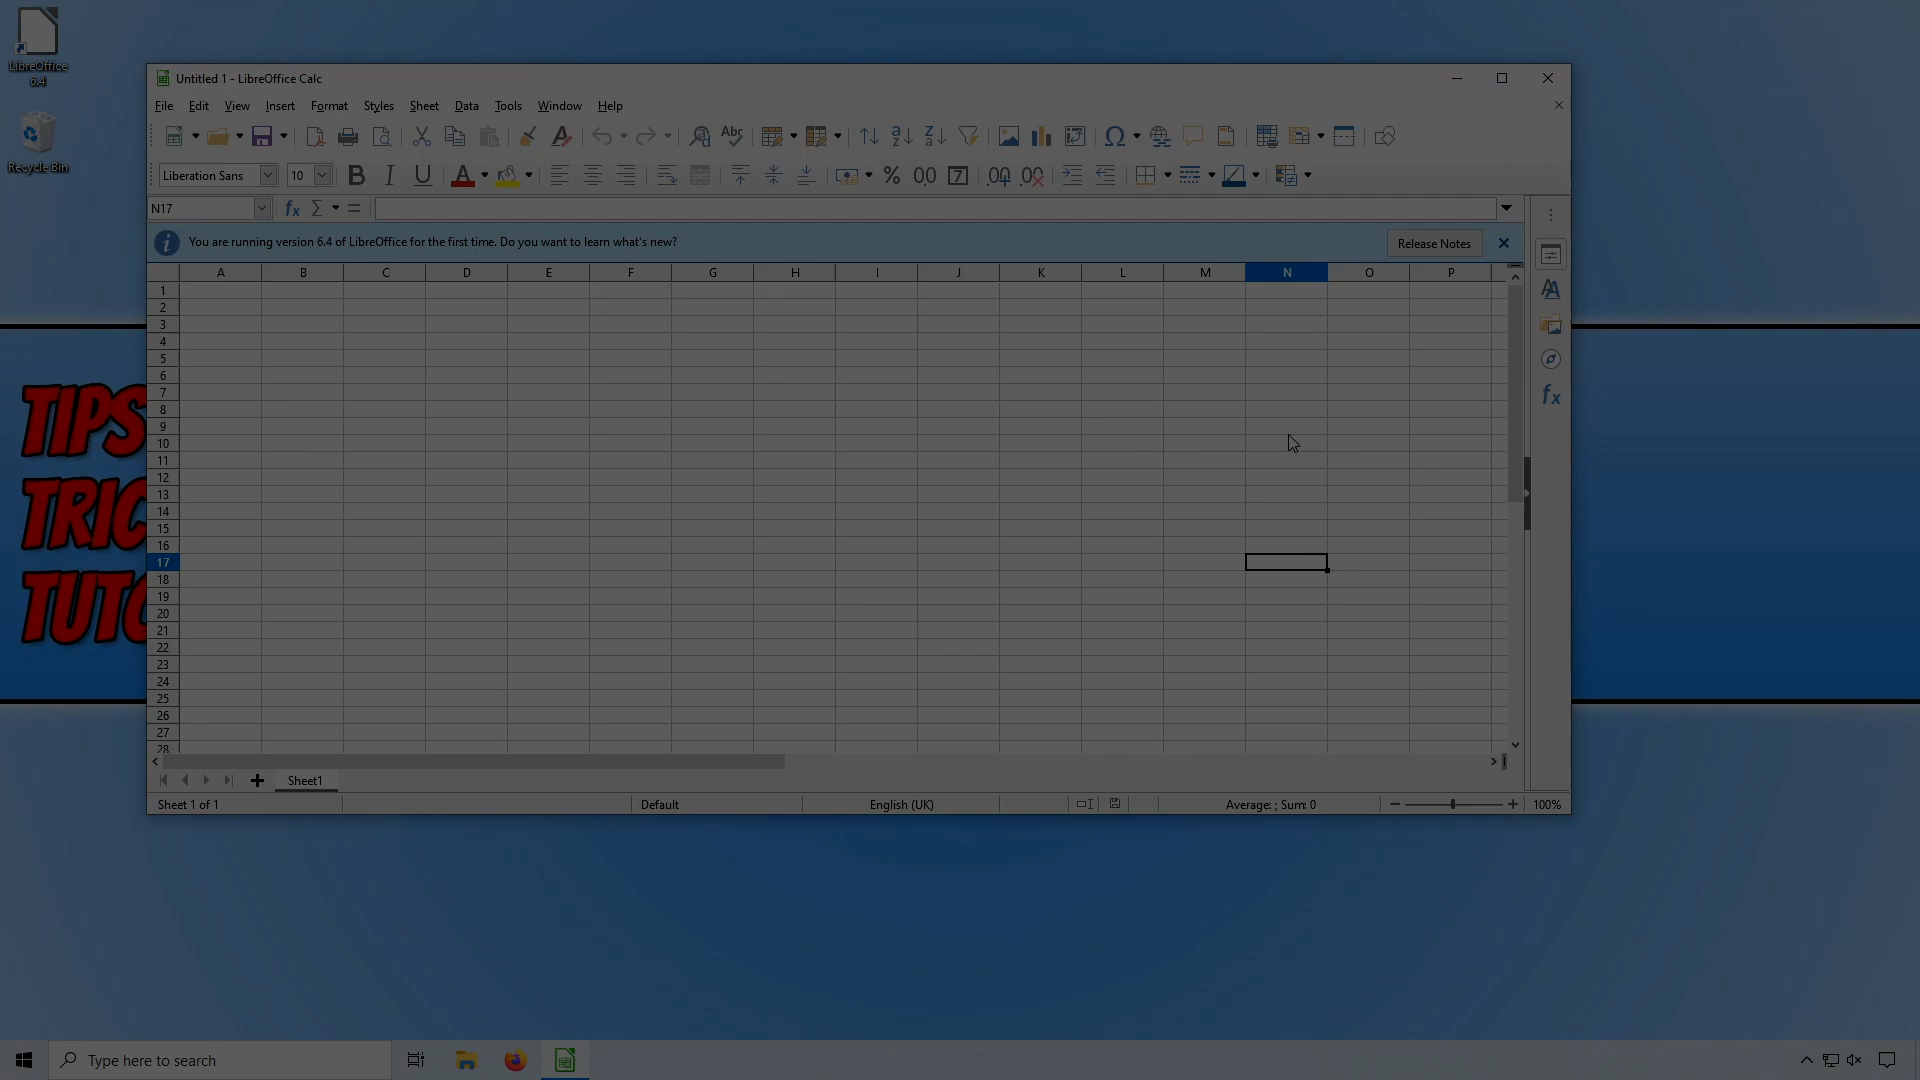 LibreOffice
6.4
Recycle Bin
TIPS
TRIC
TUTO
Untitled 1 - LibreOffice Calc
File Edit View Insert Format Styles Sheet Data Tools Window Help
Abc
Liberation Sans 10
N17
You are running version 6.4 of LibreOffice for the first time. Do you want to learn what's new? Release Notes
A B C D E F G H I J K L M N O P
1
2
3
4
5
6
7
8
9
10
11
12
13
14
15
16
17
18
19
20
21
22
23
24
25
26
27
28
Sheet1
Sheet 1 of 1 Default English (UK) Average: ; Sum: 0 100%
Type here to search